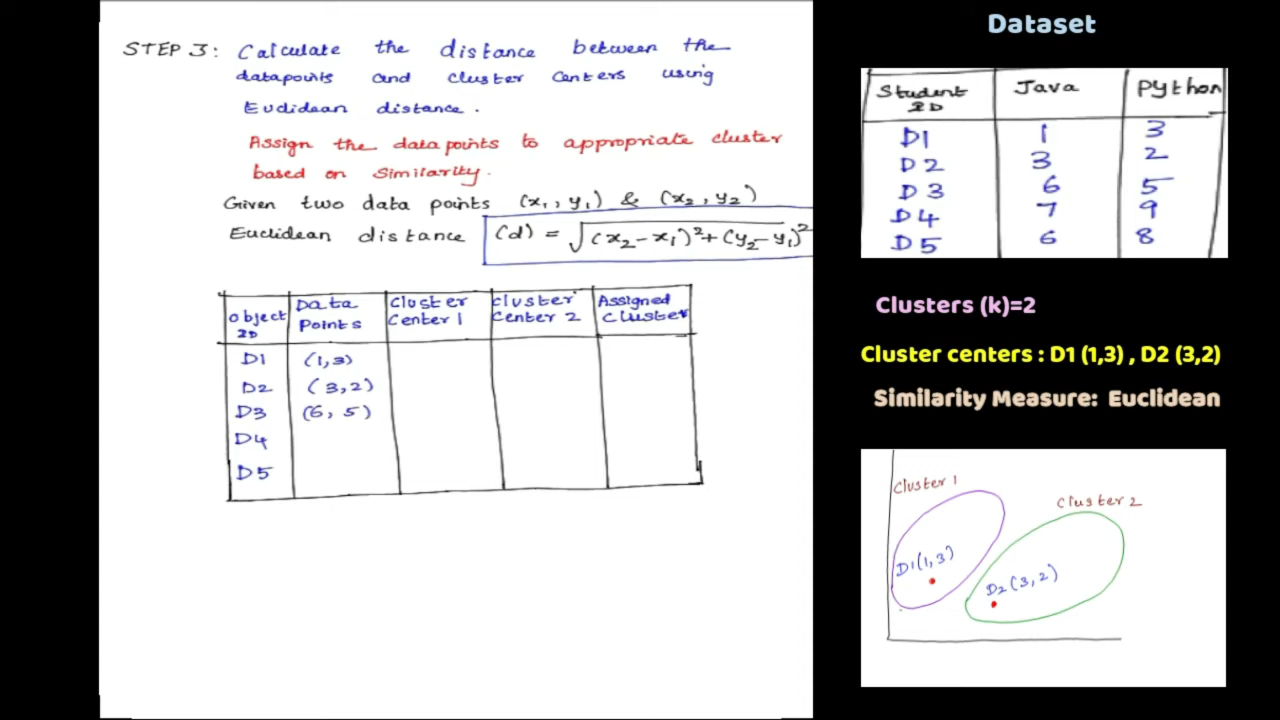 STEP 3: Calculate the distance between the
datapoints and cluster centers using
Euclidean distance.
Assign the datapoints to appropriate cluster
based on similarity.
Given two data points (x₁, y₁) & (x₂, y₂)
Euclidean distance (d) = √(x₂-x₁)²+(y₂-y₁)²
Object ID Data Points Cluster Center 1 Cluster Center 2 Assigned Cluster
D1 (1,3)
D2 (3,2)
D3 (6, 5)
D4
D5
Dataset
Student ID Java Python
D1 1 3
D2 3 2
D3 6 5
D4 7 9
D5 6 8
Clusters (k)=2
Cluster centers : D1 (1,3) , D2 (3,2)
Similarity Measure: Euclidean
Cluster 1
Cluster 2
D1(1,3)
D2 (3,2)